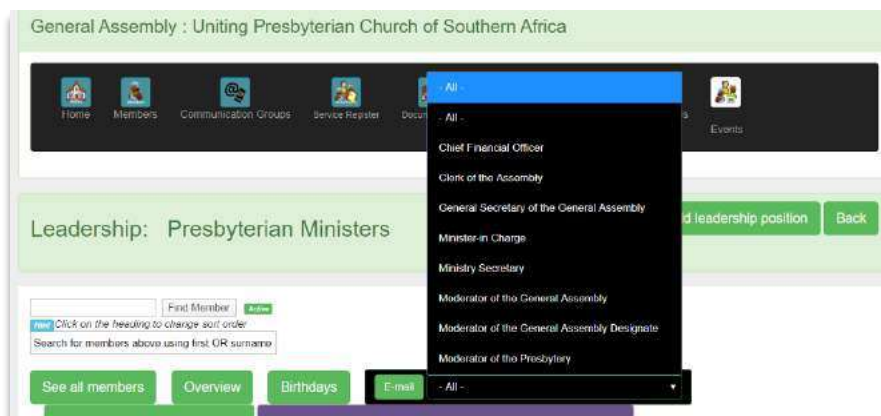 General Assembly : Uniting Presbyterian Church of Southern Africa
Home
Members
Communication Groups
Service Register
Events
- All -
- All -
Chief Financial Officer
Clerk of the Assembly
General Secretary of the General Assembly
Minister-in Charge
Ministry Secretary
Moderator of the General Assembly
Moderator of the General Assembly Designate
Moderator of the Presbytery
Leadership: Presbyterian Ministers
leadership position
Back
Find Member
Active
Click on the heading to change sort order
Search for members above using first OR surname
See all members
Overview
Birthdays
E-mail
- All -